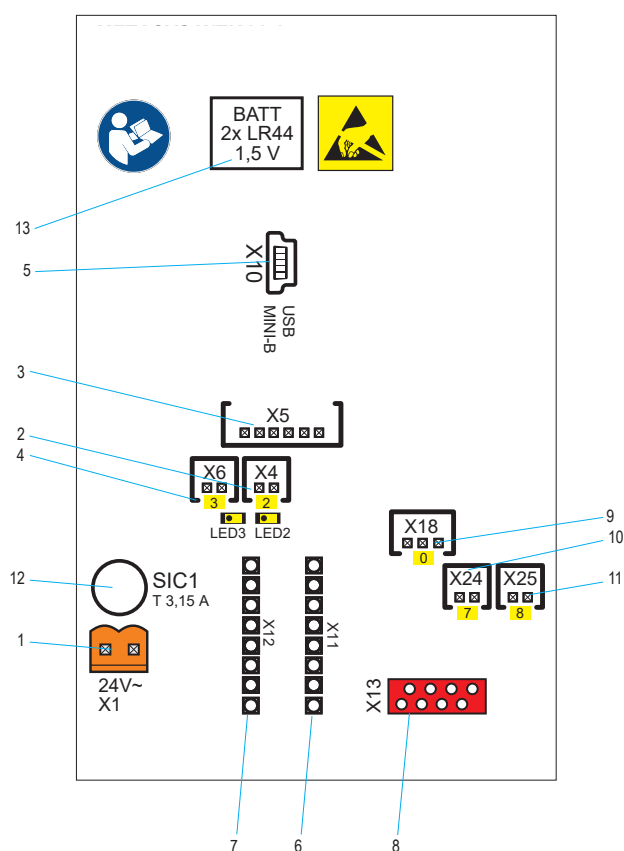 BATT
2x LR44
1,5 V
13
X10
5
USB
MINI-B
3
X5
2
4
X6
X4
3
2
LED3
LED2
X18
9
0
10
12
SIC1
T 3,15 A
X24
X25
11
7
8
X12
X11
1
24V~
X1
X13
7
6
8